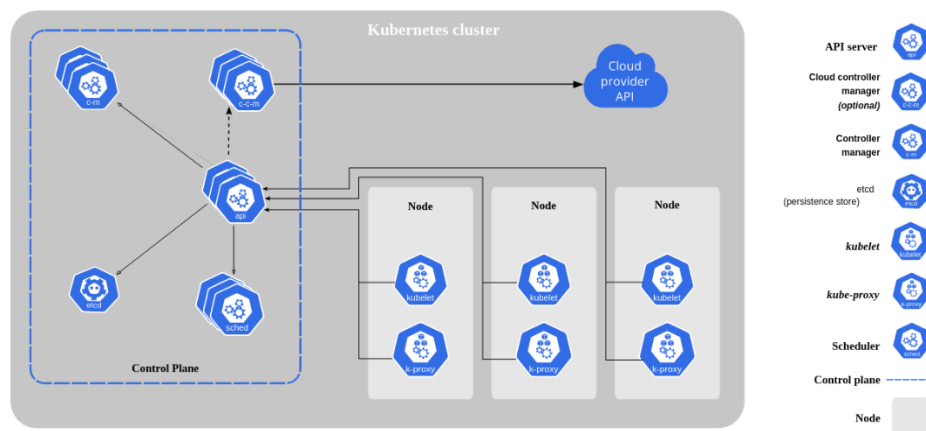 Kubernetes cluster
c-m
c-c-m
Cloud
provider
API
api
Node
Node
Node
etcd
sched
kubelet
kubelet
kubelet
k-proxy
k-proxy
k-proxy
Control Plane
API server
api
Cloud controller
manager
(optional)
c-c-m
Controller
manager
c-m
etcd
(persistence store)
etcd
kubelet
kubelet
kube-proxy
k-proxy
Scheduler
sched
Control plane
Node